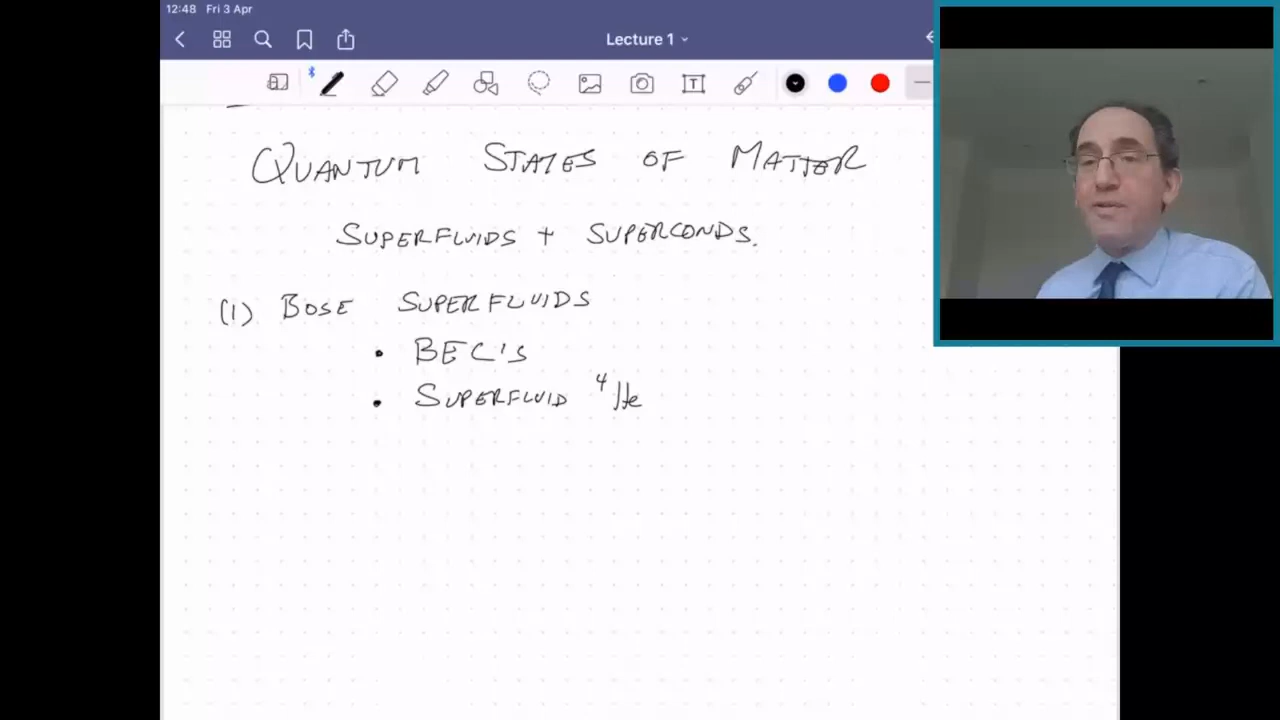 12:48 Fri 3 Apr
Lecture 1
T
QUANTUM STATES OF MATTER
SUPERFLUIDS + SUPERCONDS.
(1) BOSE SUPERFLUIDS
• BEC's
• SUPERFLUID ⁴He